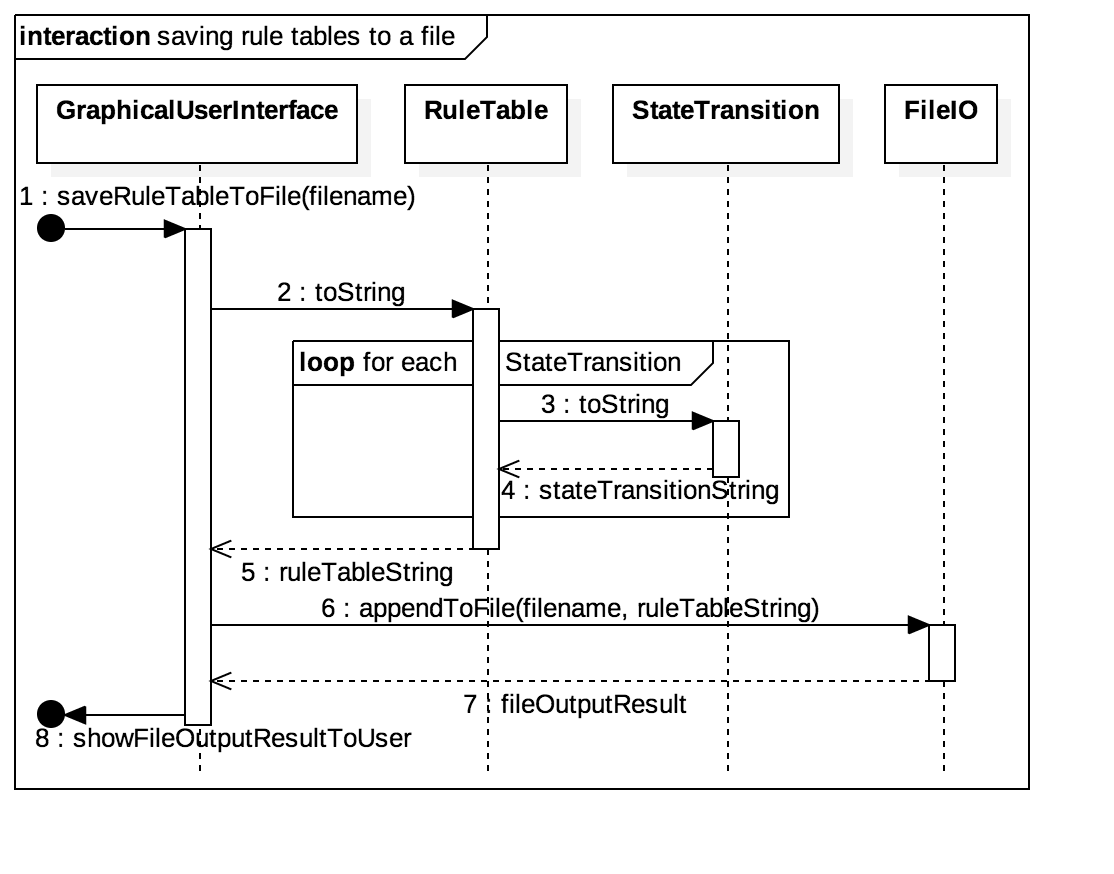 interaction saving rule tables to a file
GraphicalUserInterface
RuleTable
StateTransition
FileIO
1 : saveRuleTableToFile(filename)
2 : toString
loop for each StateTransition
3 : toString
4 : stateTransitionString
5 : ruleTableString
6 : appendToFile(filename, ruleTableString)
7 : fileOutputResult
8 : showFileOutputResultToUser